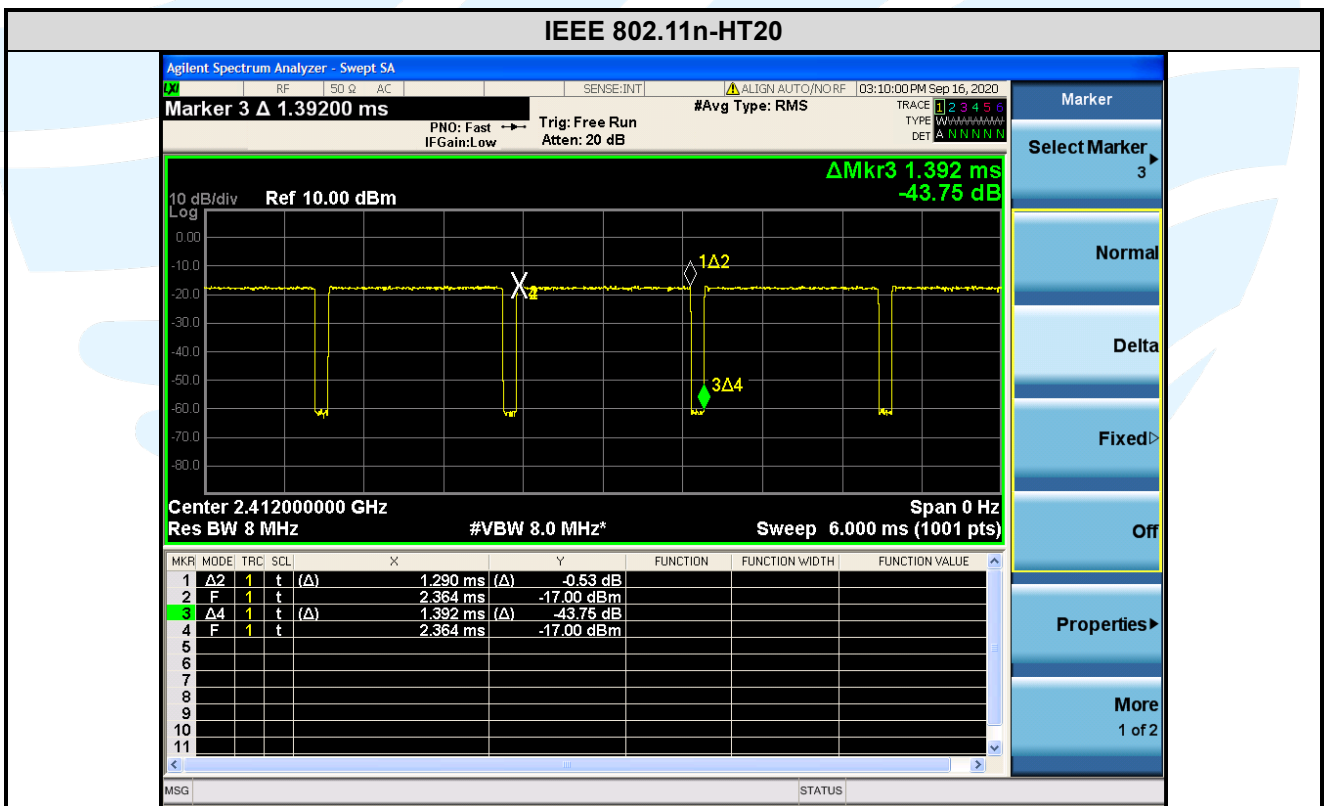 IEEE 802.11n-HT20
Agilent Spectrum Analyzer - Swept SA
LXI RF 50 Ω AC SENSE:INT ALIGN AUTO/NO RF 03:10:00 PM Sep 16, 2020
Marker 3 Δ 1.39200 ms
PNO: Fast
IFGain:Low
Trig: Free Run
Atten: 20 dB
#Avg Type: RMS
TRACE 1 2 3 4 5 6
TYPE WWWWWW
DET A N N N N N
ΔMkr3 1.392 ms
-43.75 dB
10 dB/div Ref 10.00 dBm
Log
0.00
-10.0
-20.0
-30.0
-40.0
-50.0
-60.0
-70.0
-80.0
1Δ2
X
3Δ4
Center 2.412000000 GHz Span 0 Hz
Res BW 8 MHz #VBW 8.0 MHz* Sweep 6.000 ms (1001 pts)
MKR MODE TRC SCL X Y FUNCTION FUNCTION WIDTH FUNCTION VALUE
1 Δ2 1 t (Δ) 1.290 ms (Δ) -0.53 dB
2 F 1 t 2.364 ms -17.00 dBm
3 Δ4 1 t (Δ) 1.392 ms (Δ) -43.75 dB
4 F 1 t 2.364 ms -17.00 dBm
5
6
7
8
9
10
11
MSG STATUS
Marker
Select Marker
3
Normal
Delta
Fixed
Off
Properties
More
1 of 2